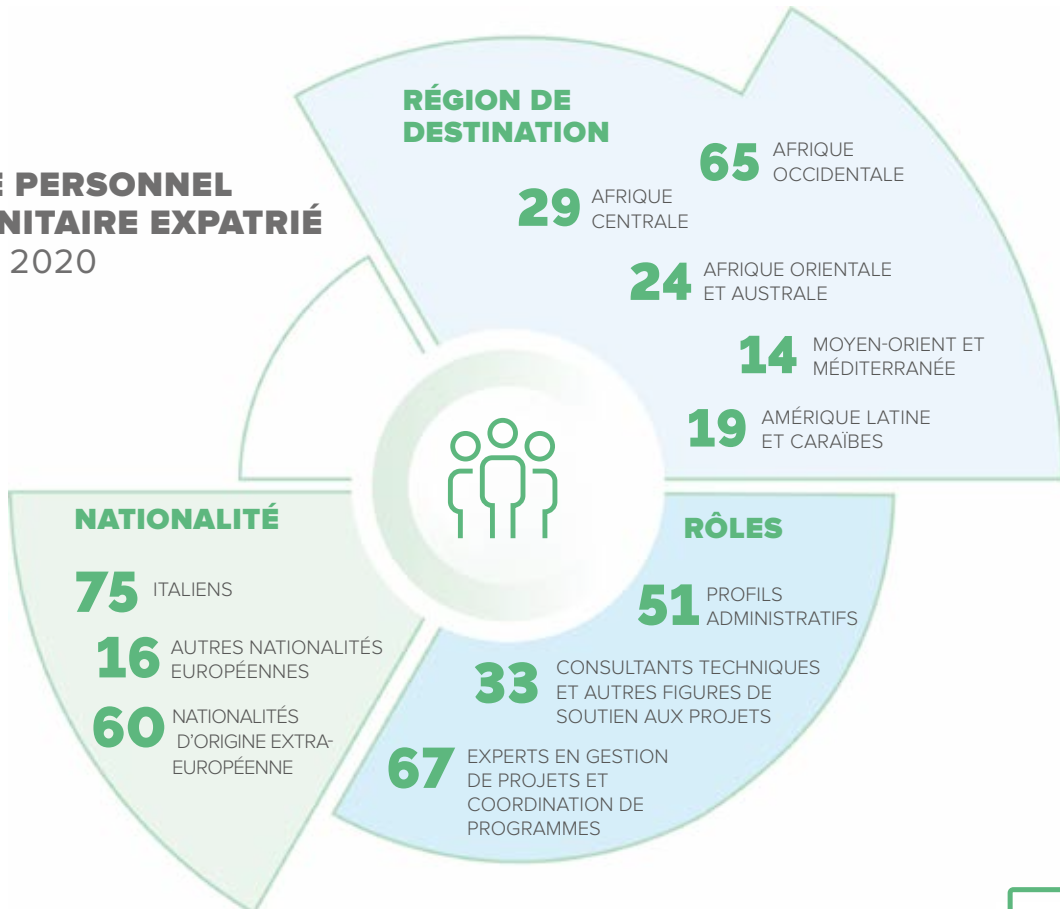 PERSONNEL
EXPATRIÉ
2020
RÉGION DE
DESTINATION
65 AFRIQUE
OCCIDENTALE
29 AFRIQUE
CENTRALE
24 AFRIQUE ORIENTALE
ET AUSTRALE
14 MOYEN-ORIENT ET
MÉDITERRANÉE
19 AMÉRIQUE LATINE
ET CARAÏBES
NATIONALITÉ
75 ITALIENS
16 AUTRES NATIONALITÉS
EUROPÉENNES
60 NATIONALITÉS
D'ORIGINE EXTRA-
EUROPÉENNE
RÔLES
51 PROFILS
ADMINISTRATIFS
33 CONSULTANTS TECHNIQUES
ET AUTRES FIGURES DE
SOUTIEN AUX PROJETS
67 EXPERTS EN GESTION
DE PROJETS ET
COORDINATION DE
PROGRAMMES